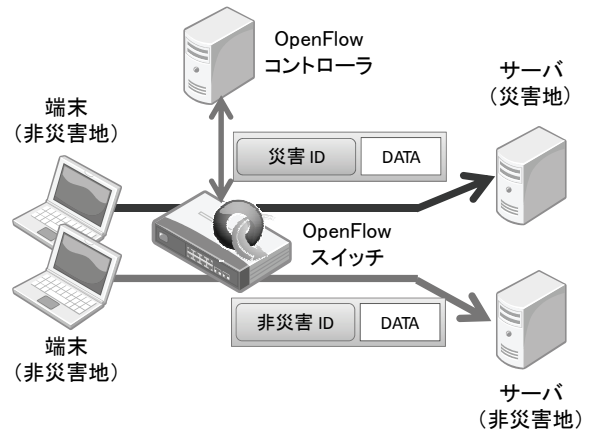 OpenFlow
コントローラ
サーバ
（災害地）
端末
（非災害地）
災害 ID
DATA
OpenFlow
スイッチ
非災害 ID
DATA
端末
（非災害地）
サーバ
（非災害地）